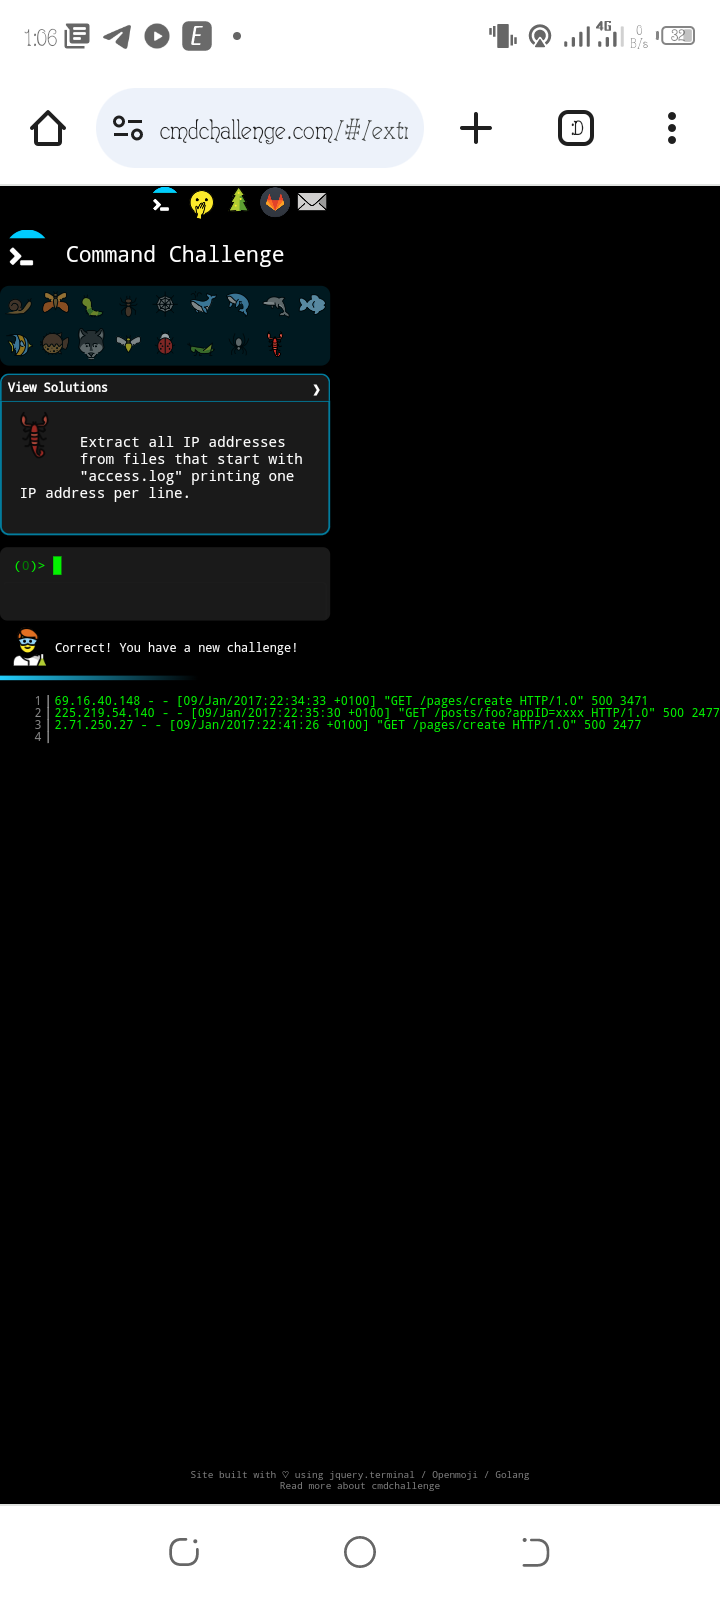 1:06
4G
0
B/s
32
cmdchallenge.com/#/extr
:D
Command Challenge
View Solutions
Extract all IP addresses
from files that start with
"access.log" printing one
IP address per line.
(0)>
Correct! You have a new challenge!
1 69.16.40.148 - - [09/Jan/2017:22:34:33 +0100] "GET /pages/create HTTP/1.0" 500 3471
2 225.219.54.140 - - [09/Jan/2017:22:35:30 +0100] "GET /posts/foo?appID=xxxx HTTP/1.0" 500 2477
3 2.71.250.27 - - [09/Jan/2017:22:41:26 +0100] "GET /pages/create HTTP/1.0" 500 2477
4
Site built with ♡ using jquery.terminal / Openmoji / Golang
Read more about cmdchallenge